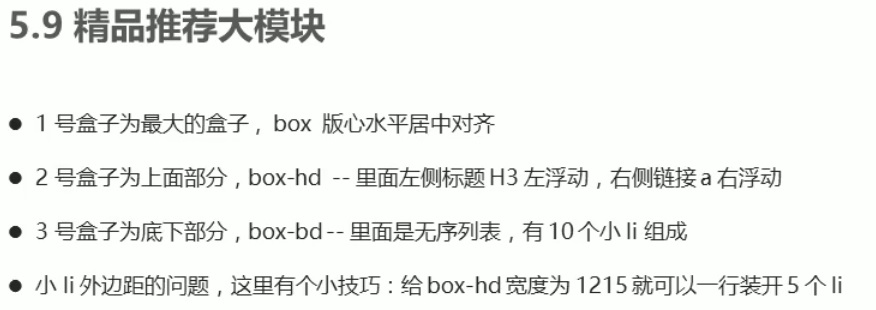 5.9 精品推荐大模块
● 1 号盒子为最大的盒子，box 版心水平居中对齐
● 2 号盒子为上面部分，box-hd -- 里面左侧标题 H3 左浮动，右侧链接 a 右浮动
● 3 号盒子为底下部分，box-bd -- 里面是无序列表，有 10 个小 li 组成
● 小 li 外边距的问题，这里有个小技巧：给 box-hd 宽度为 1215 就可以一行装开 5 个 li